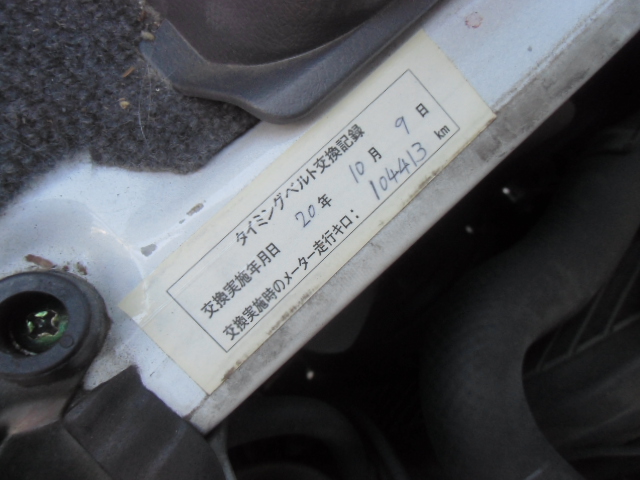 タイミング・ベルト交換記録
交換実施年月日 20年 10月 9日
交換実施時のメーター走行キロ: 104413 km